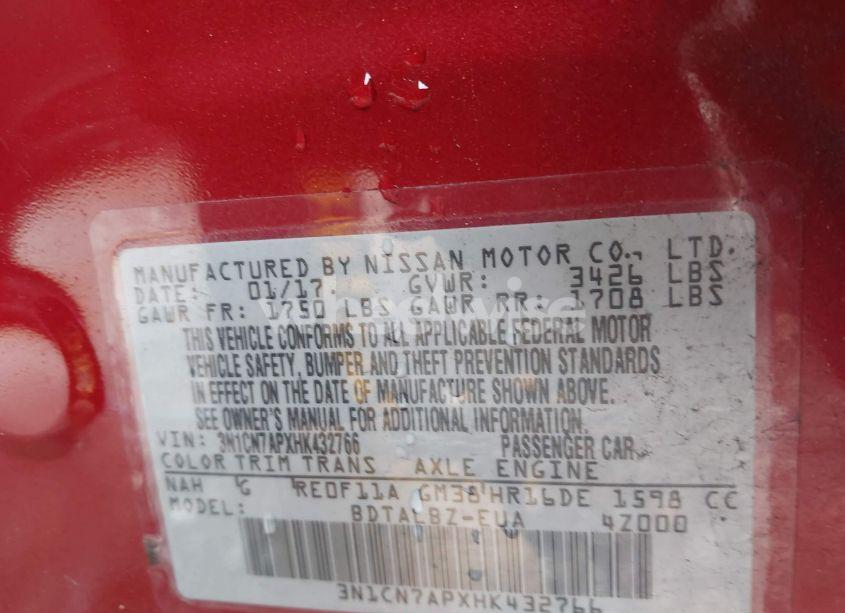 MANUFACTURED BY NISSAN MOTOR CO., LTD.
DATE: 01/17 GVWR: 3426 LBS
GAWR FR: 1750 LBS GAWR RR: 1708 LBS
THIS VEHICLE CONFORMS TO ALL APPLICABLE FEDERAL MOTOR
VEHICLE SAFETY, BUMPER AND THEFT PREVENTION STANDARDS
IN EFFECT ON THE DATE OF MANUFACTURE SHOWN ABOVE.
SEE OWNER'S MANUAL FOR ADDITIONAL INFORMATION.
VIN: 3N1CN7APXHK432766 PASSENGER CAR
COLOR TRIM TRANS AXLE ENGINE
NAH G RE0F11A GM38 HR16DE 1598 CC
MODEL: BDTALBZ-EUA 4Z000
3N1CN7APXHK432766